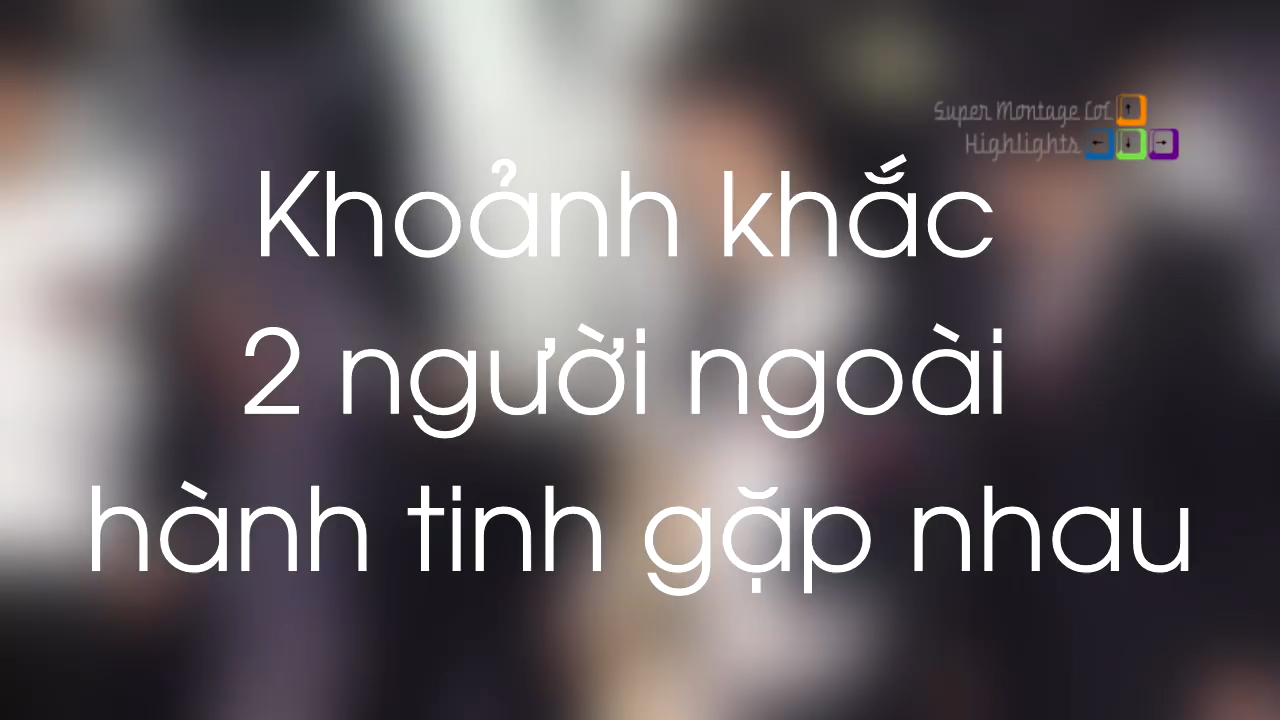 Super Montage LoL
Highlights
Khoảnh khắc
2 người ngoài
hành tinh gặp nhau